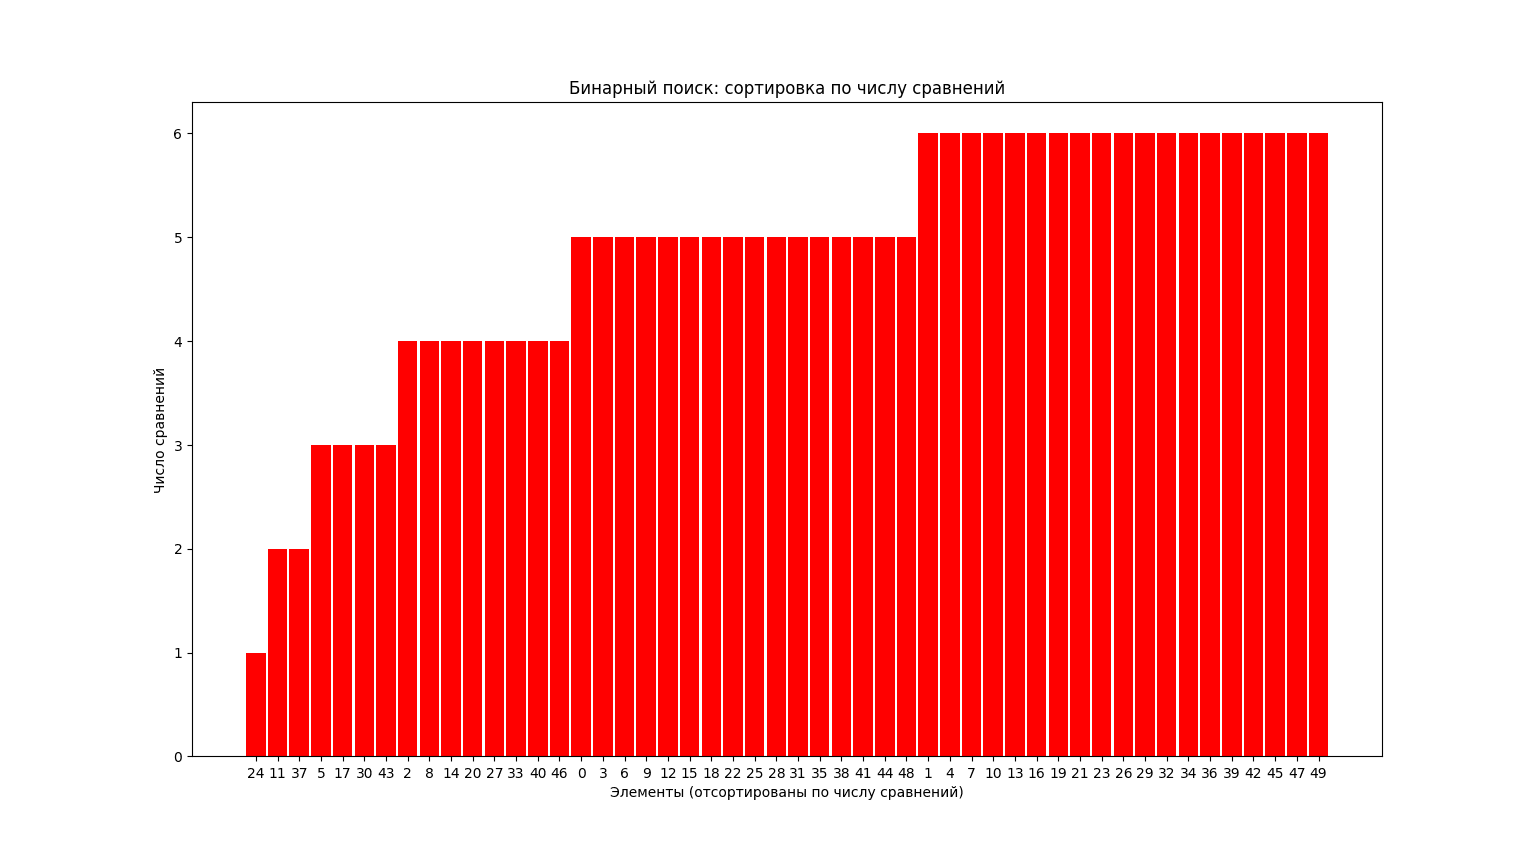 Бинарный поиск: сортировка по числу сравнений
6
5
4
3
2
1
0
Число сравнений
24 11 37 5 17 30 43 2 8 14 20 27 33 40 46 0 3 6 9 12 15 18 22 25 28 31 35 38 41 44 48 1 4 7 10 13 16 19 21 23 26 29 32 34 36 39 42 45 47 49
Элементы (отсортированы по числу сравнений)